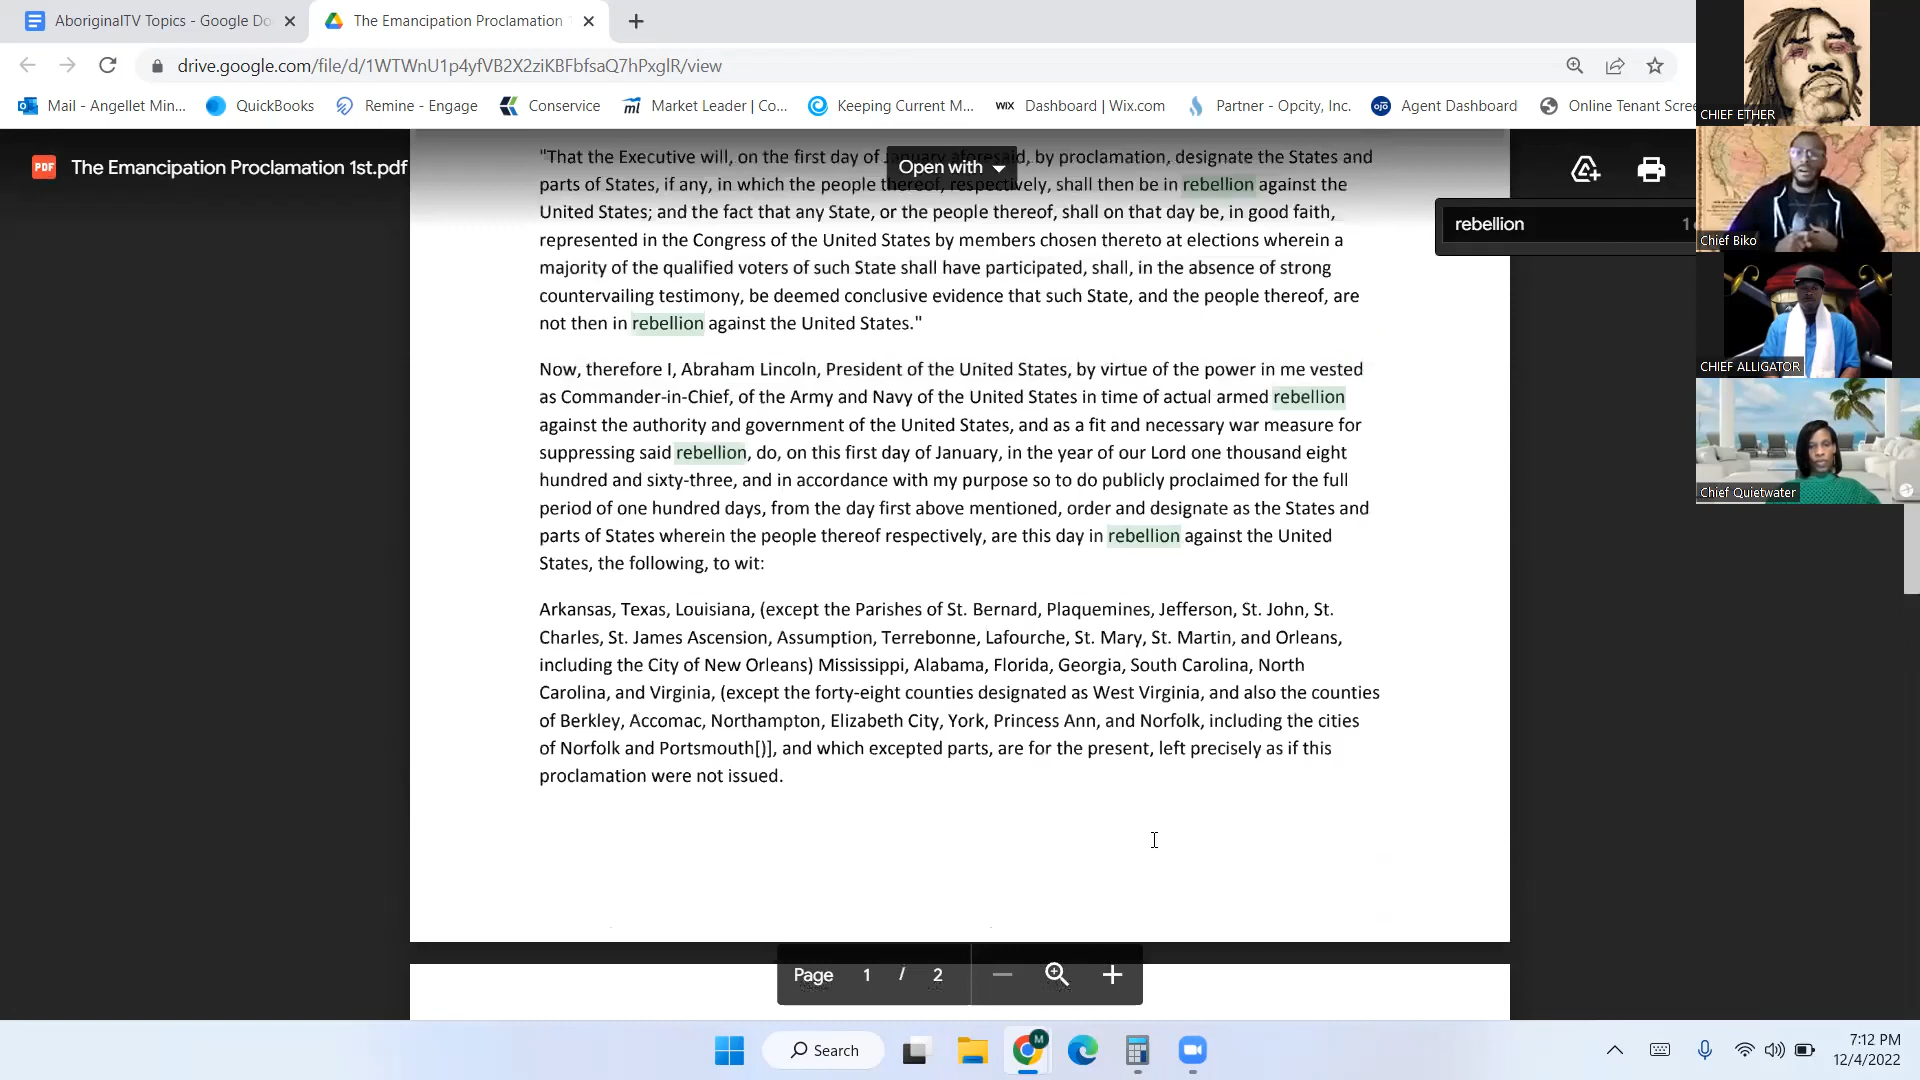 AboriginalTV Topics - Google Do
The Emancipation Proclamation 1
drive.google.com/file/d/1WTWnU1p4yfVB2X2ziKBFbfsaQ7hPxglR/view
Mail - Angellet Min...
QuickBooks
Remine - Engage
Conservice
Market Leader | Co...
Keeping Current M...
WIX Dashboard | Wix.com
Partner - Opcity, Inc.
ojo Agent Dashboard
Online Tenant Scree
CHIEF ETHER
PDF The Emancipation Proclamation 1st.pdf
Open with
rebellion 1
Chief Biko
CHIEF ALLIGATOR
Chief Quietwater
"That the Executive will, on the first day of January aforesaid, by proclamation, designate the States and
parts of States, if any, in which the people thereof, respectively, shall then be in rebellion against the
United States; and the fact that any State, or the people thereof, shall on that day be, in good faith,
represented in the Congress of the United States by members chosen thereto at elections wherein a
majority of the qualified voters of such State shall have participated, shall, in the absence of strong
countervailing testimony, be deemed conclusive evidence that such State, and the people thereof, are
not then in rebellion against the United States."
Now, therefore I, Abraham Lincoln, President of the United States, by virtue of the power in me vested
as Commander-in-Chief, of the Army and Navy of the United States in time of actual armed rebellion
against the authority and government of the United States, and as a fit and necessary war measure for
suppressing said rebellion, do, on this first day of January, in the year of our Lord one thousand eight
hundred and sixty-three, and in accordance with my purpose so to do publicly proclaimed for the full
period of one hundred days, from the day first above mentioned, order and designate as the States and
parts of States wherein the people thereof respectively, are this day in rebellion against the United
States, the following, to wit:
Arkansas, Texas, Louisiana, (except the Parishes of St. Bernard, Plaquemines, Jefferson, St. John, St.
Charles, St. James Ascension, Assumption, Terrebonne, Lafourche, St. Mary, St. Martin, and Orleans,
including the City of New Orleans) Mississippi, Alabama, Florida, Georgia, South Carolina, North
Carolina, and Virginia, (except the forty-eight counties designated as West Virginia, and also the counties
of Berkley, Accomac, Northampton, Elizabeth City, York, Princess Ann, and Norfolk, including the cities
of Norfolk and Portsmouth[)], and which excepted parts, are for the present, left precisely as if this
proclamation were not issued.
Page 1 / 2
Search
M
7:12 PM
12/4/2022